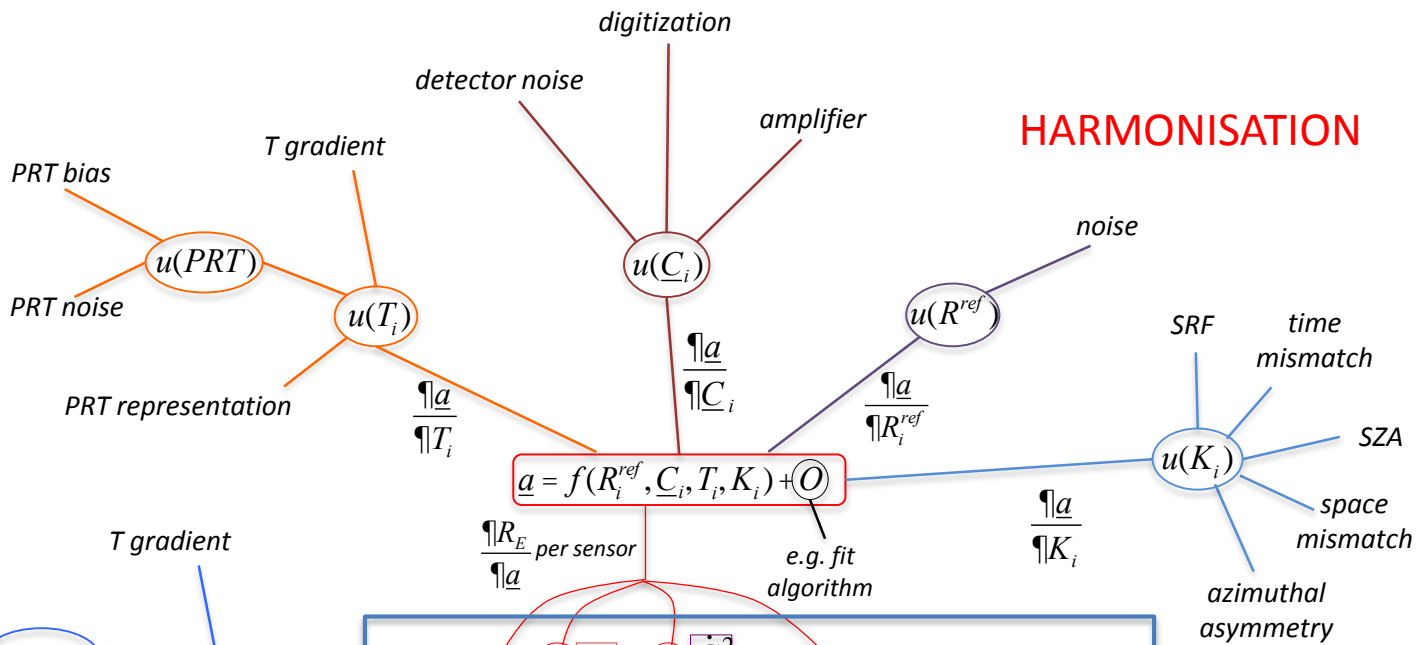 digitization
detector noise
amplifier
HARMONISATION
T gradient
PRT bias
noise
u(PRT)
u(C_i)
PRT noise
u(T_i)
u(R^{ref})
SRF
time
mismatch
¶a
¶C_i
PRT representation
¶a
¶T_i
¶a
¶R_i^{ref}
SZA
u(K_i)
a = f(R_i^{ref}, C_i, T_i, K_i) + O
space
mismatch
¶a
¶K_i
T gradient
¶R_E
¶a
per sensor
e.g. fit
algorithm
azimuthal
asymmetry